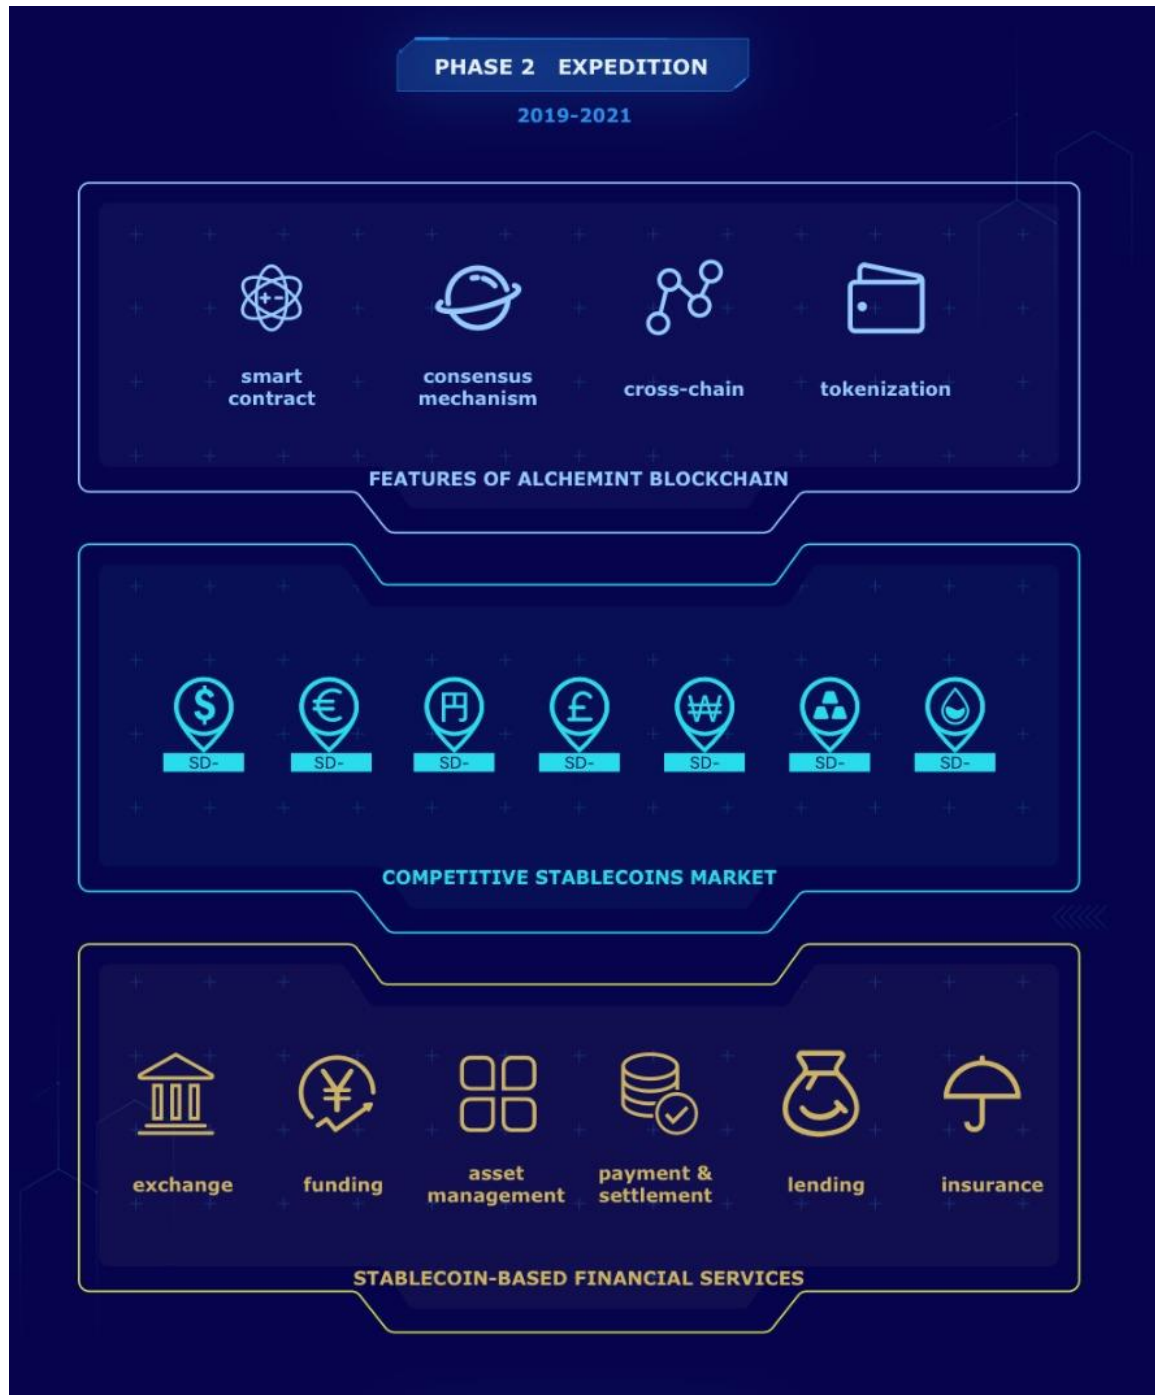 PHASE 2 EXPEDITION
2019-2021
smart
contract
consensus
mechanism
cross-chain
tokenization
FEATURES OF ALCHEMINT BLOCKCHAIN
$ € 円 £ ₩
SD- SD- SD- SD- SD- SD- SD-
COMPETITIVE STABLECOINS MARKET
¥
exchange
funding
asset
management
payment &
settlement
lending
insurance
STABLECOIN-BASED FINANCIAL SERVICES